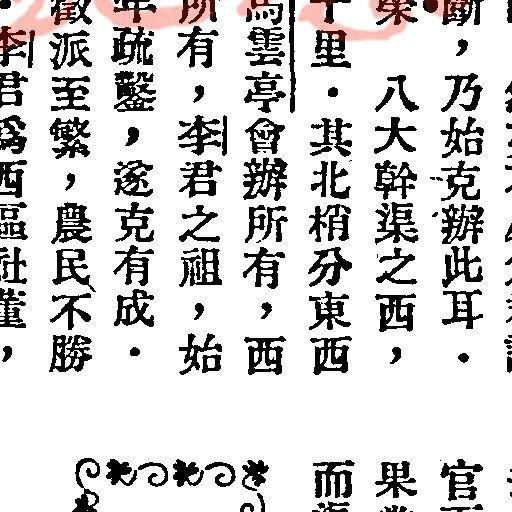 斷，乃始克辦此耳．
八大幹渠之西，
十里．其北梢分東西
馬雲亭會辦所有，西
所有，李君之祖，始
年疏鑿，遂克有成．
徵派至繁，農民不勝
李君爲西區社董，
官
果
而